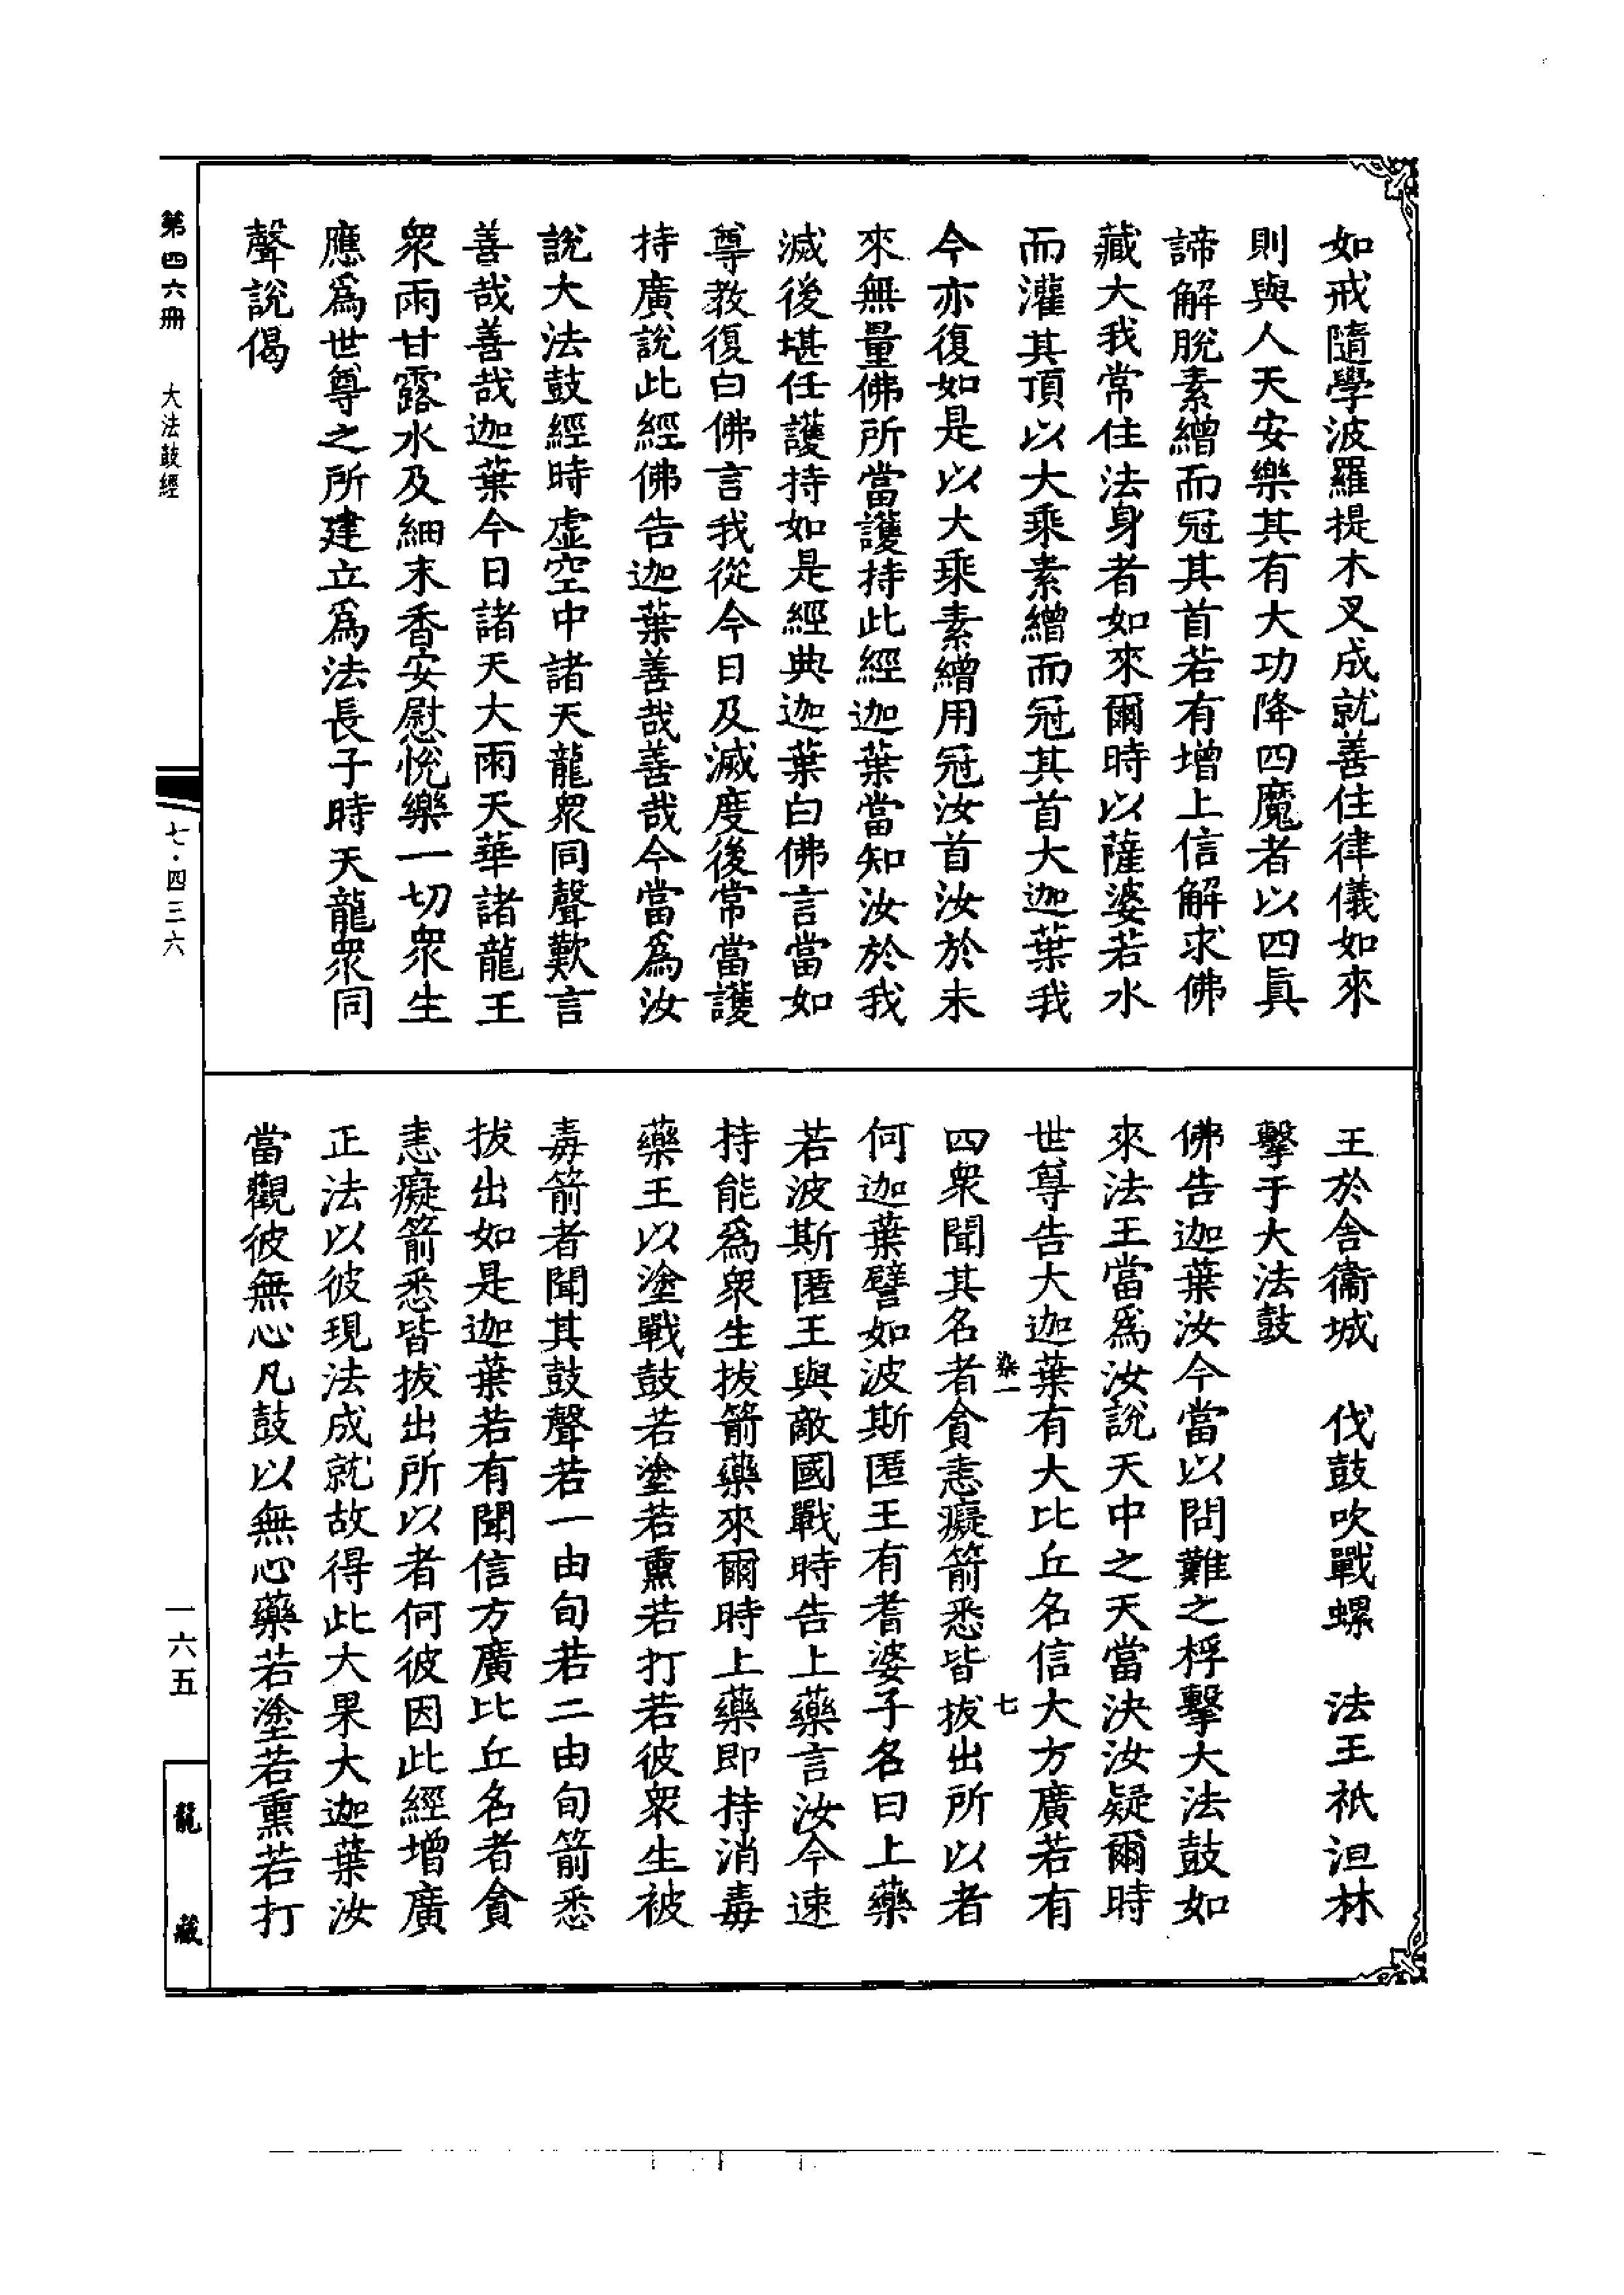 如戒隨學波羅提木叉成就善住律儀如來
則與人天安樂其有大功降四魔者以四眞
諦解脫素繒而冠其首若有增上信解求佛
藏大我常住法身者如來爾時以薩婆若水
而灌其頂以大乘素繒而冠其首大迦葉我
今亦復如是以大乘素繒用冠汝首汝於未
來無量佛所當護持此經迦葉當知汝於我
滅後堪任護持如是經典迦葉白佛言當如
尊教復白佛言我從今日及滅度後常當護
持廣說此經佛告迦葉善哉善哉今當爲汝
說大法鼓經時虛空中諸天龍衆同聲歎言
善哉善哉迦葉今日諸天大雨天華諸龍王
衆雨甘露水及細末香安慰悅樂一切衆生
應爲世尊之所建立爲法長子時天龍衆同
聲說偈
王於舍衞城　伐鼓吹戰螺　法王祇洹林
擊于大法鼓
佛告迦葉汝今當以問難之桴擊大法鼓如
來法王當爲汝說天中之天當決汝疑爾時
世尊告大迦葉有大比丘名信大方廣若有
染一　七
四衆聞其名者貪恚癡箭悉皆拔出所以者
何迦葉譬如波斯匿王有耆婆子名曰上藥
若波斯匿王與敵國戰時告上藥言汝今速
持能爲衆生拔箭藥來爾時上藥即持消毒
藥王以塗戰鼓若塗若熏若打若彼衆生被
毒箭者聞其鼓聲若一由旬若二由旬箭悉
拔出如是迦葉若有聞信方廣比丘名者貪
恚癡箭悉皆拔出所以者何彼因此經增廣
正法以彼現法成就故得此大果大迦葉汝
當觀彼無心凡鼓以無心藥若塗若熏若打
第四六冊　大法鼓經
七·四三六
一六五
龍藏